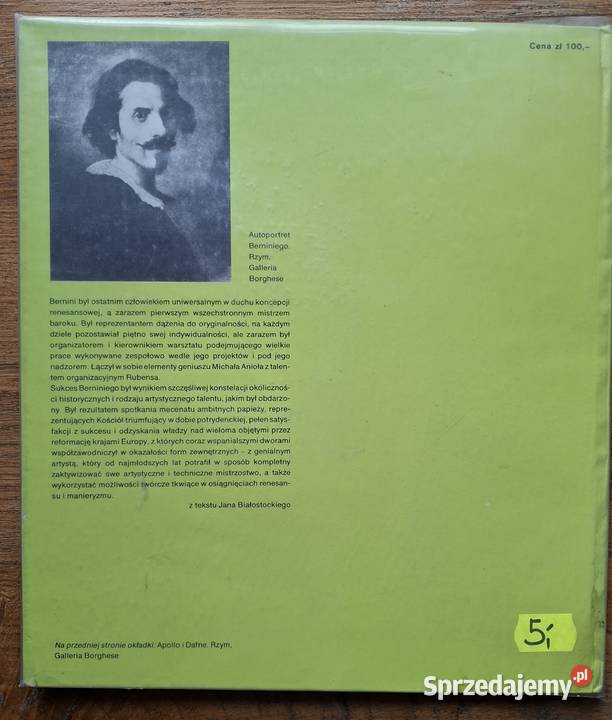 Cena zł 100,–
Autoportret
Berniniego.
Rzym,
Galleria
Borghese
Bernini był ostatnim człowiekiem uniwersalnym w duchu koncepcji
renesansowej, a zarazem pierwszym wszechstronnym mistrzem
baroku. Był reprezentantem dążenia do oryginalności, na każdym
dziele pozostawiał piętno swej indywidualności, ale zarazem był
organizatorem i kierownikiem warsztatu podejmującego wielkie
prace wykonywane zespołowo wedle jego projektów i pod jego
nadzorem. Łączył w sobie elementy geniuszu Michała Anioła z talen-
tem organizacyjnym Rubensa.
Sukces Berniniego był wynikiem szczęśliwej konstelacji okolicznoś-
ci historycznych i rodzaju artystycznego talentu, jakim był obdarzo-
ny. Był rezultatem spotkania mecenatu ambitnych papieży, repre-
zentujących Kościół triumfujący w dobie potrydenckiej, pełen satys-
fakcji z sukcesu i odzyskania władzy nad wieloma objętymi przez
reformację krajami Europy, z których coraz wspanialszymi dworami
współzawodniczył w okazałości form zewnętrznych – z genialnym
artystą, który od najmłodszych lat potrafił w sposób kompletny
zaktywizować swe artystyczne i techniczne mistrzostwo, a także
wykorzystać możliwości twórcze tkwiące w osiągnięciach renesan-
su i manieryzmu.
z tekstu Jana Białostockiego
Na przedniej stronie okładki: Apollo i Dafne. Rzym,
Galleria Borghese
5,-
Sprzedajemy.pl